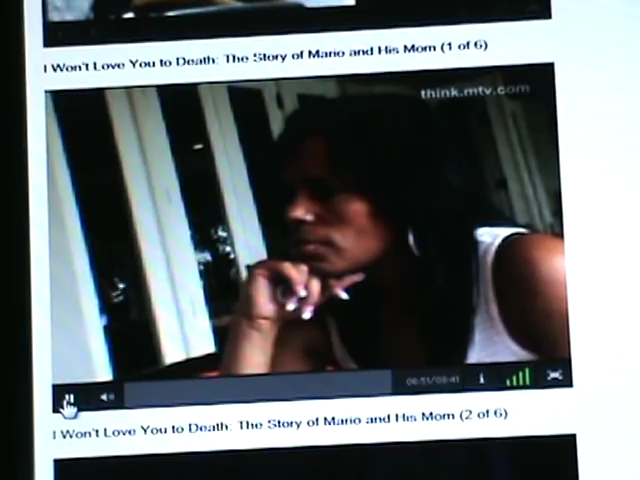 I Won't Love You to Death: The Story of Mario and His Mom (1 of 6)
think.mtv.com
06:51/09:41
I Won't Love You to Death: The Story of Mario and His Mom (2 of 6)